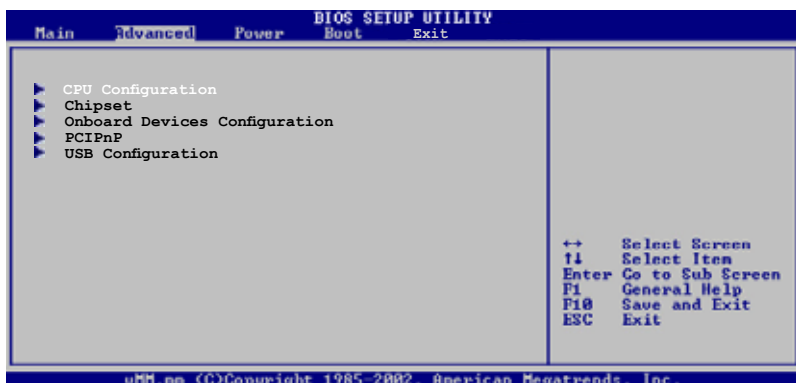 BIOS SETUP UTILITY
Main Advanced Power Boot Exit
CPU Configuration
Chipset
Onboard Devices Configuration
PCIPnP
USB Configuration
↔ Select Screen
↑↓ Select Item
Enter Go to Sub Screen
F1 General Help
F10 Save and Exit
ESC Exit
(C)Copyright 1985-2002, American Megatrends, Inc.